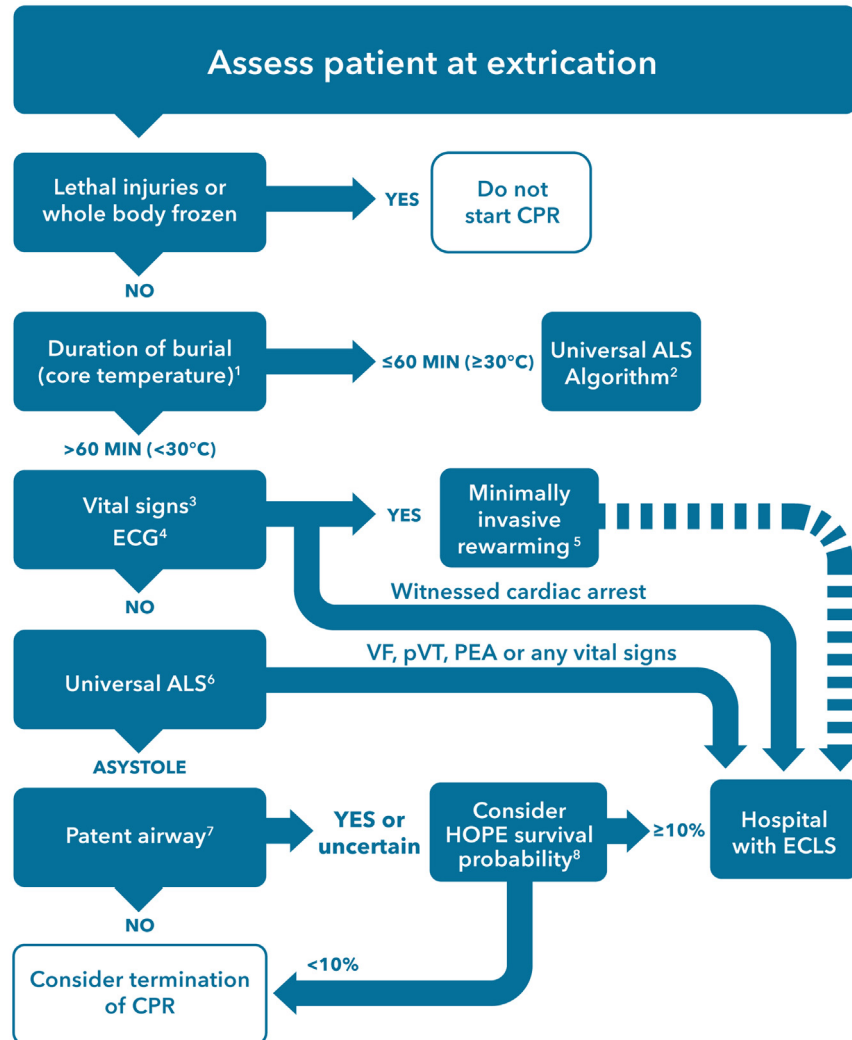 Assess patient at extrication
Lethal injuries or
whole body frozen
YES
Do not
start CPR
NO
Duration of burial
(core temperature)¹
≤60 MIN (≥30°C)
Universal ALS
Algorithm²
>60 MIN (<30°C)
Vital signs³
ECG⁴
YES
Minimally
invasive
rewarming⁵
Witnessed cardiac arrest
NO
VF, pVT, PEA or any vital signs
Universal ALS⁶
ASYSTOLE
Patent airway⁷
YES or
uncertain
Consider
HOPE survival
probability⁸
≥10%
Hospital
with ECLS
NO
<10%
Consider termination
of CPR